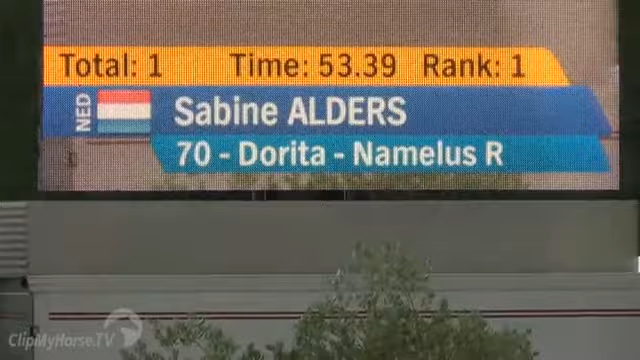 Total: 1 Time: 53.39 Rank: 1
NED Sabine ALDERS
70 - Dorita - Namelus R
ClipMyHorse.TV